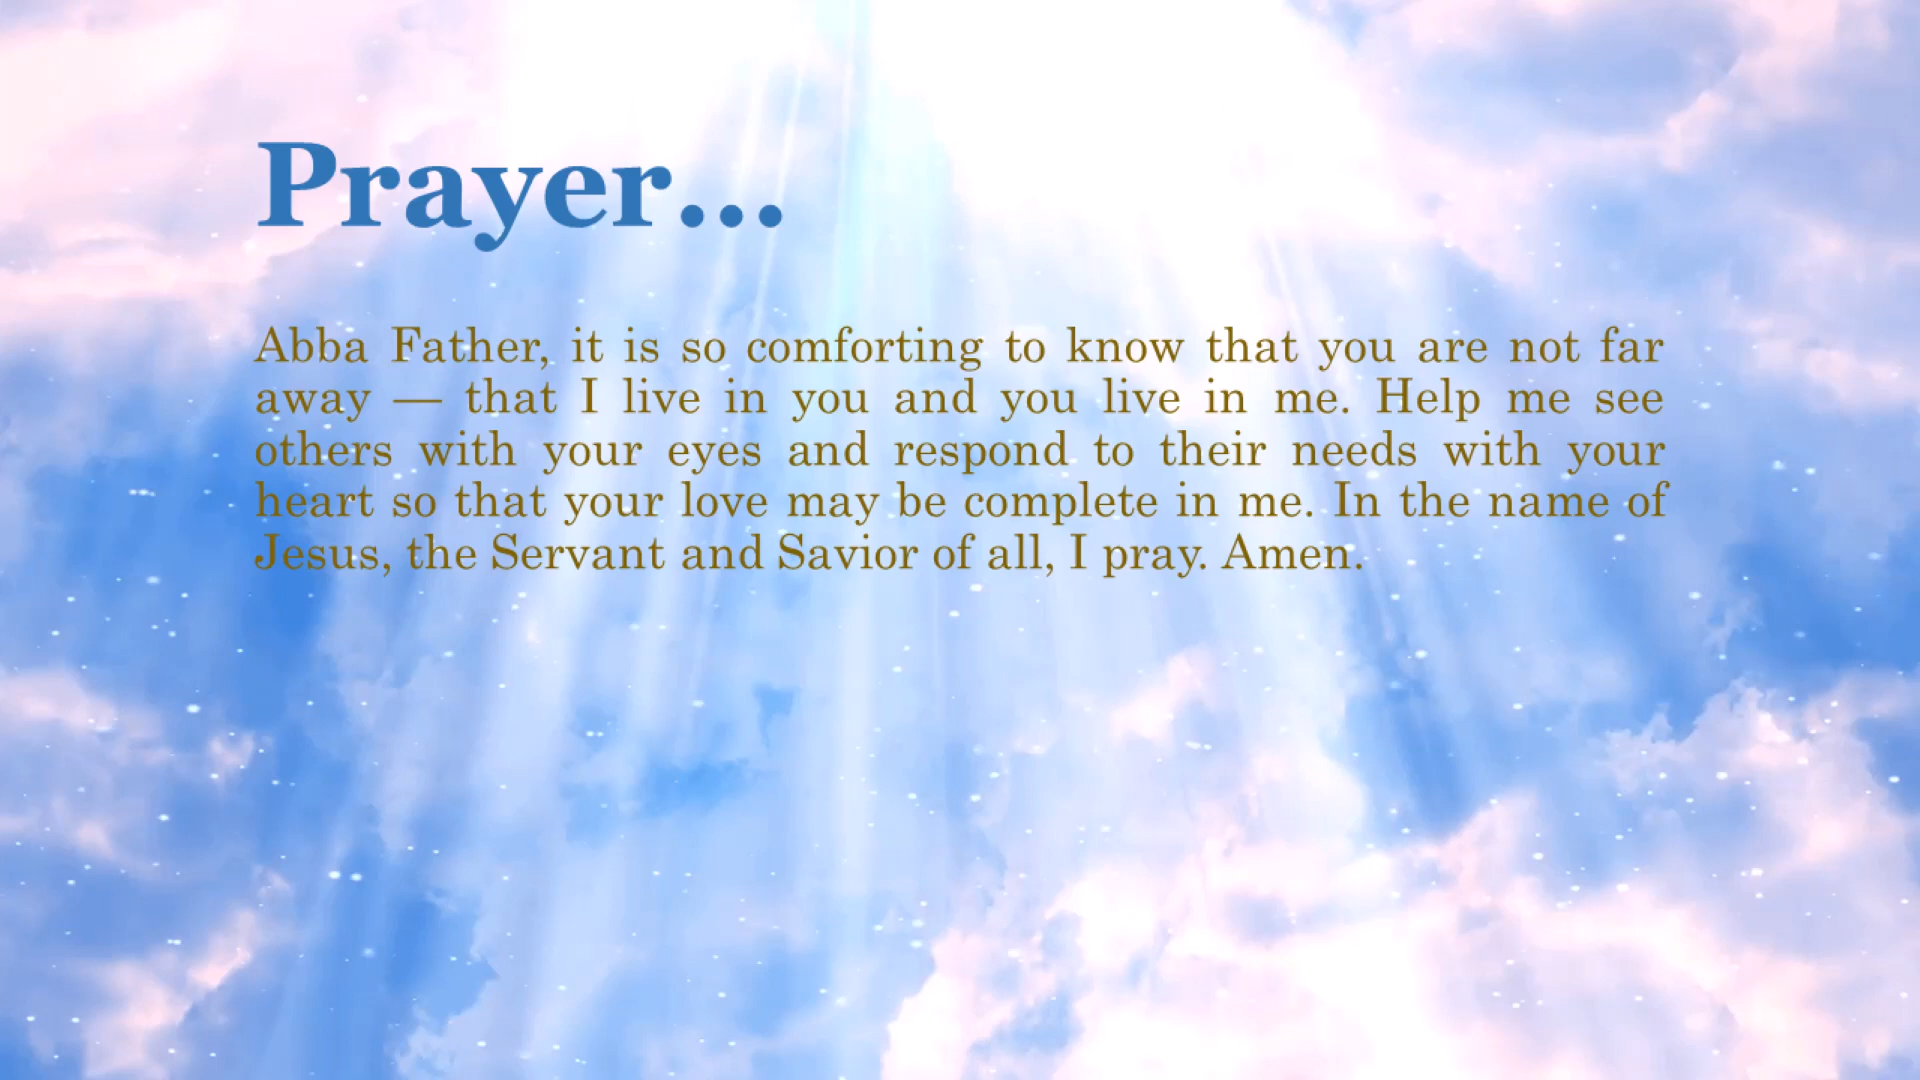 Prayer...
Abba Father, it is so comforting to know that you are not far
away — that I live in you and you live in me. Help me see
others with your eyes and respond to their needs with your
heart so that your love may be complete in me. In the name of
Jesus, the Servant and Savior of all, I pray. Amen.